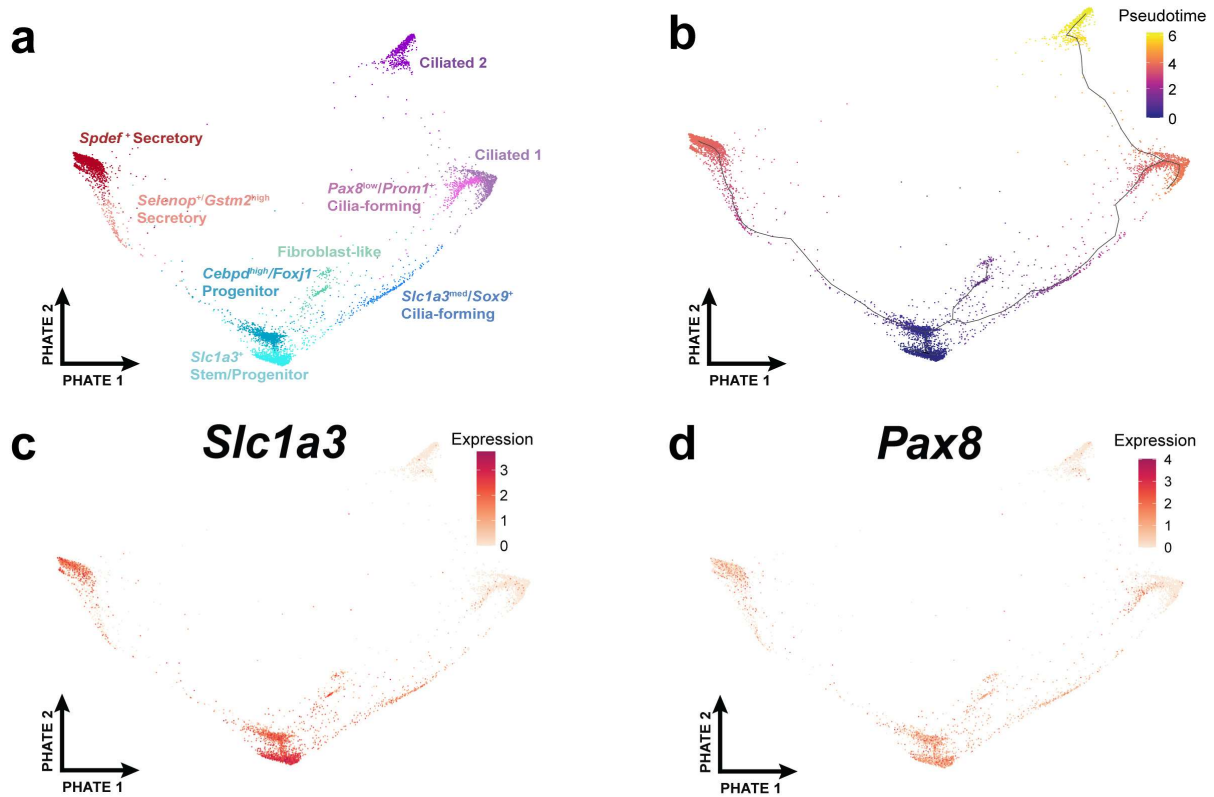 a
Ciliated 2
Spdef + Secretory
Ciliated 1
Selenop+/Gstm2high
Secretory
Pax8low/Prom1+
Cilia-forming
Fibroblast-like
Cebpdhigh/Foxj1−
Progenitor
Slc1a3med/Sox9+
Cilia-forming
Slc1a3+
Stem/Progenitor
PHATE 2
PHATE 1
b
Pseudotime
6
4
2
0
PHATE 2
PHATE 1
c
Slc1a3
Expression
3
2
1
0
PHATE 2
PHATE 1
d
Pax8
Expression
4
3
2
1
0
PHATE 2
PHATE 1